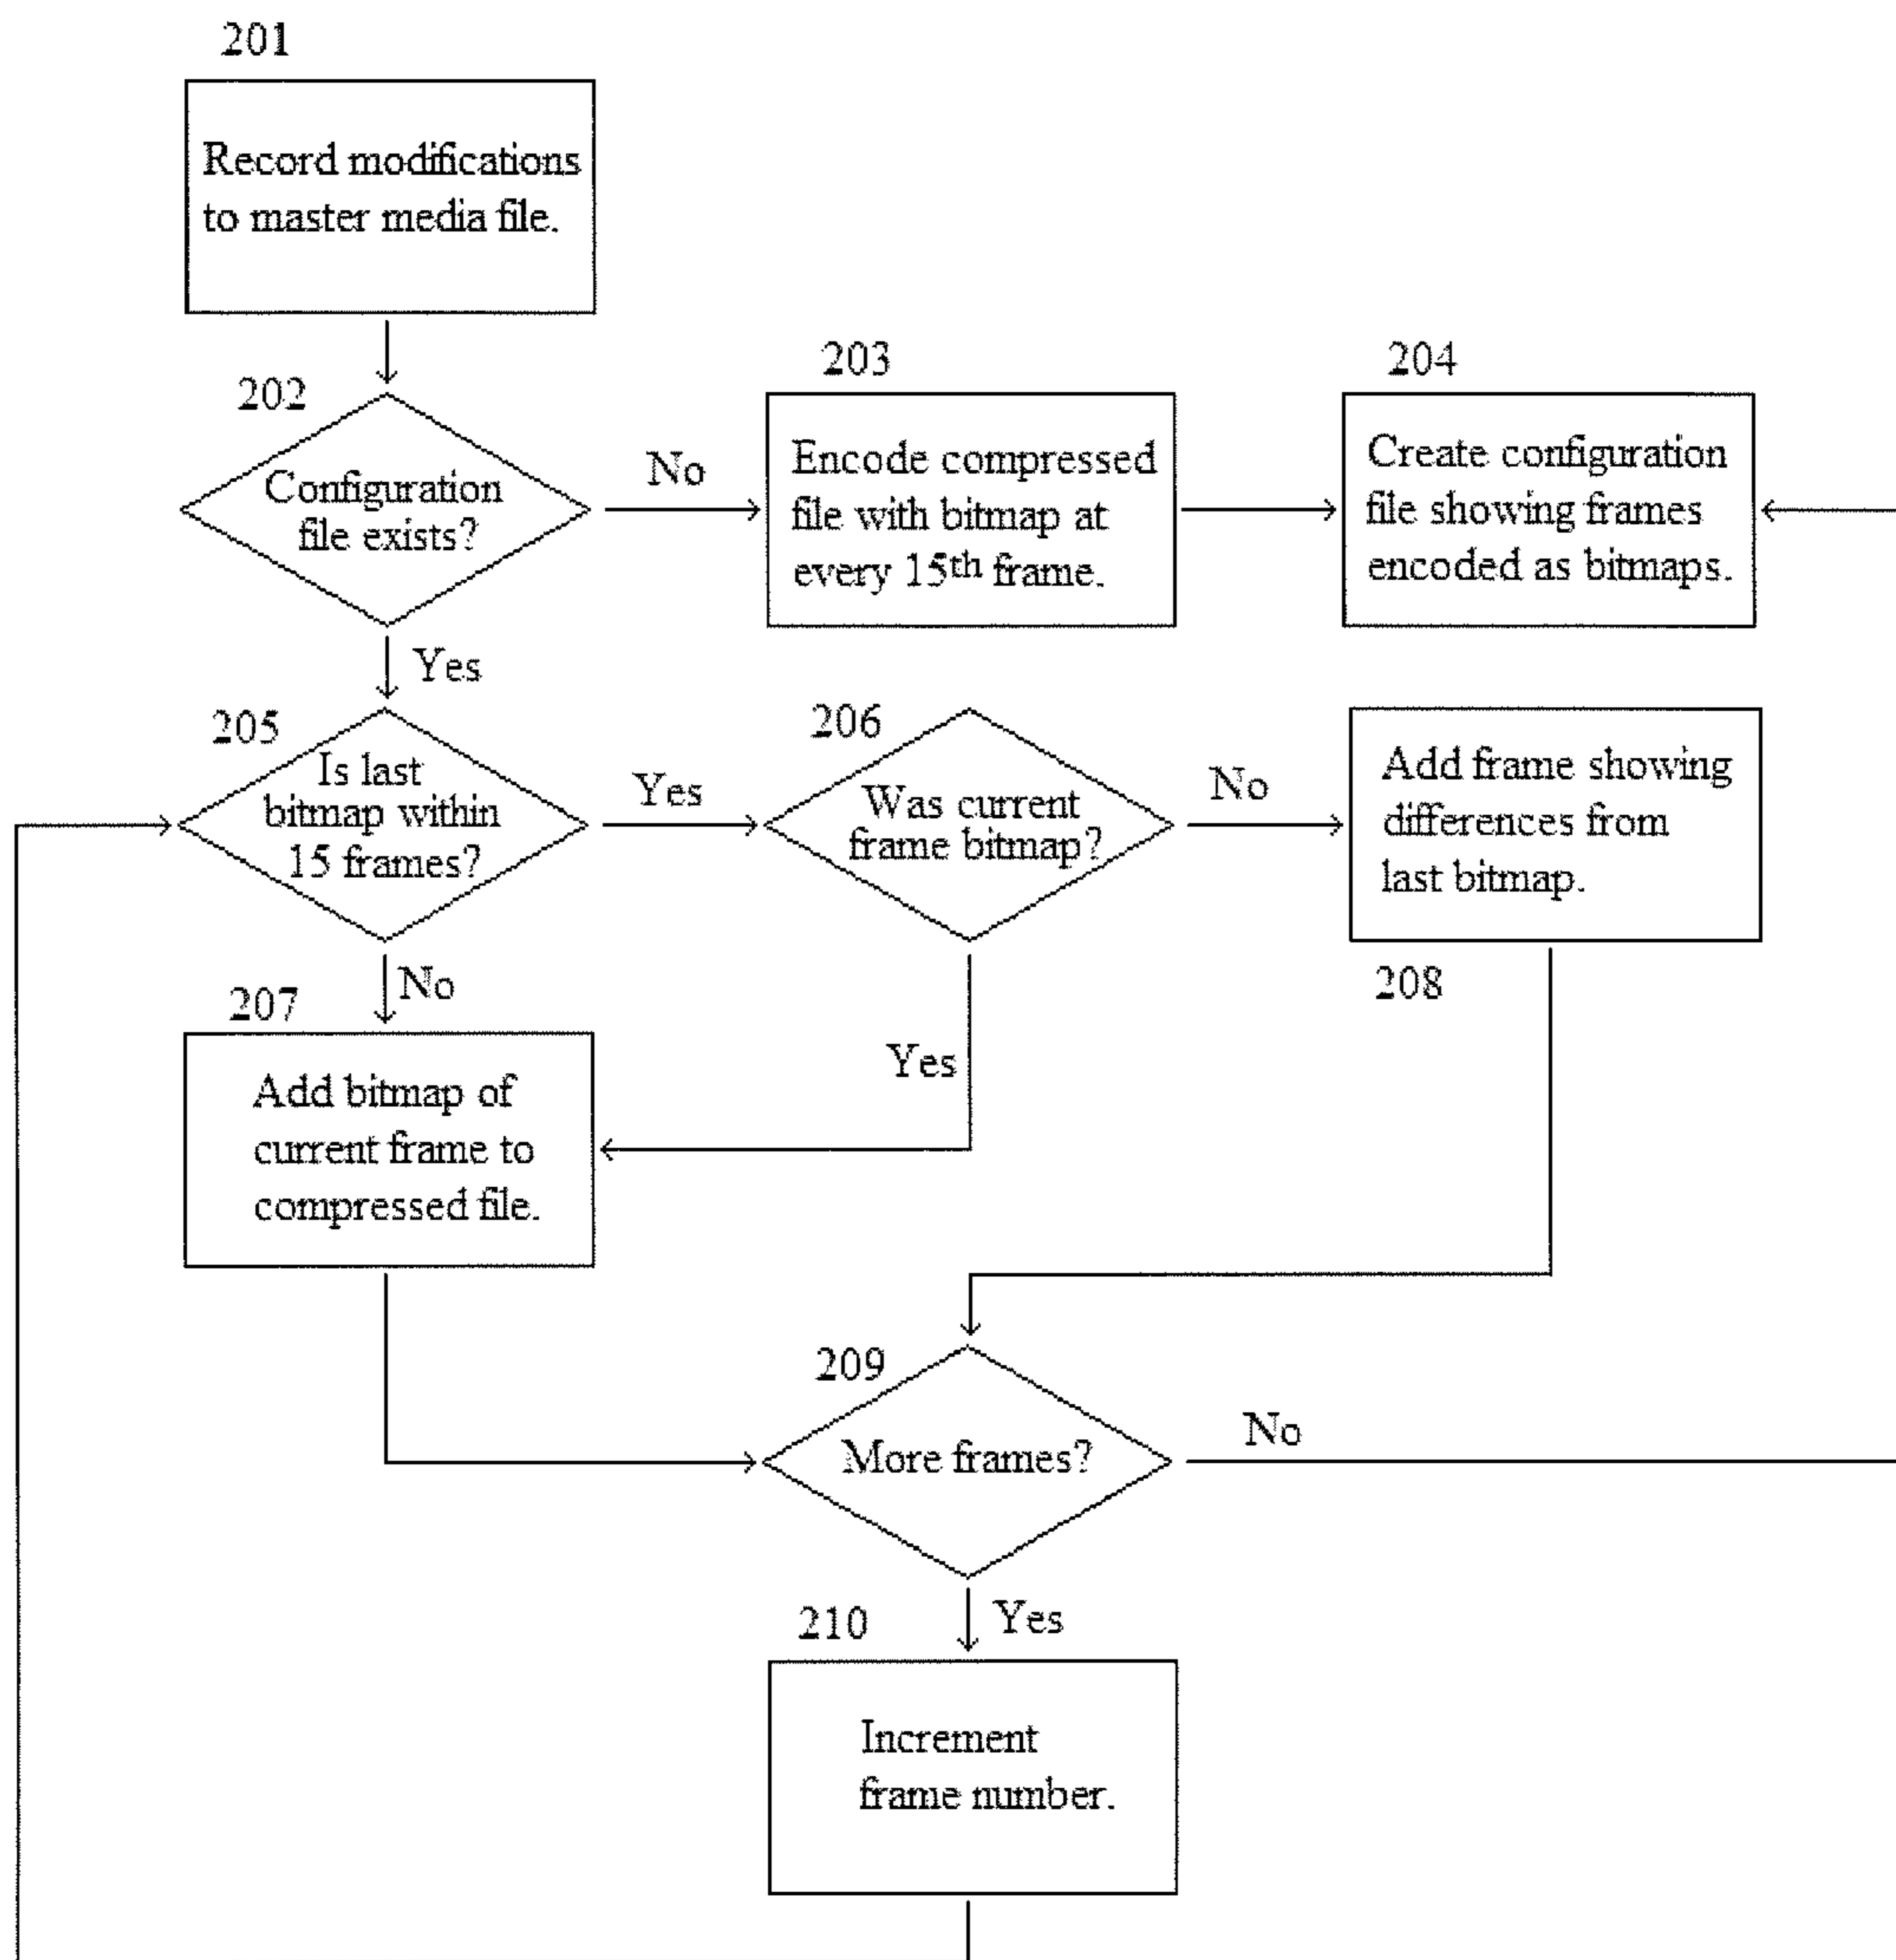 201
Record modifications
to master media file.
202
Configuration
file exists?
No
203
Encode compressed
file with bitmap at
every 15th frame.
204
Create configuration
file showing frames
encoded as bitmaps.
Yes
205
Is last
bitmap within
15 frames?
Yes
206
Was current
frame bitmap?
No
Add frame showing
differences from
last bitmap.
208
No
207
Add bitmap of
current frame to
compressed file.
Yes
209
More frames?
No
Yes
210
Increment
frame number.